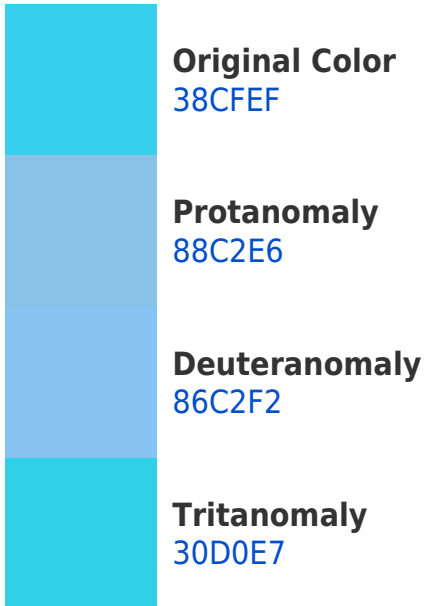 Original Color
38CFEF
Protanomaly
88C2E6
Deuteranomaly
86C2F2
Tritanomaly
30D0E7